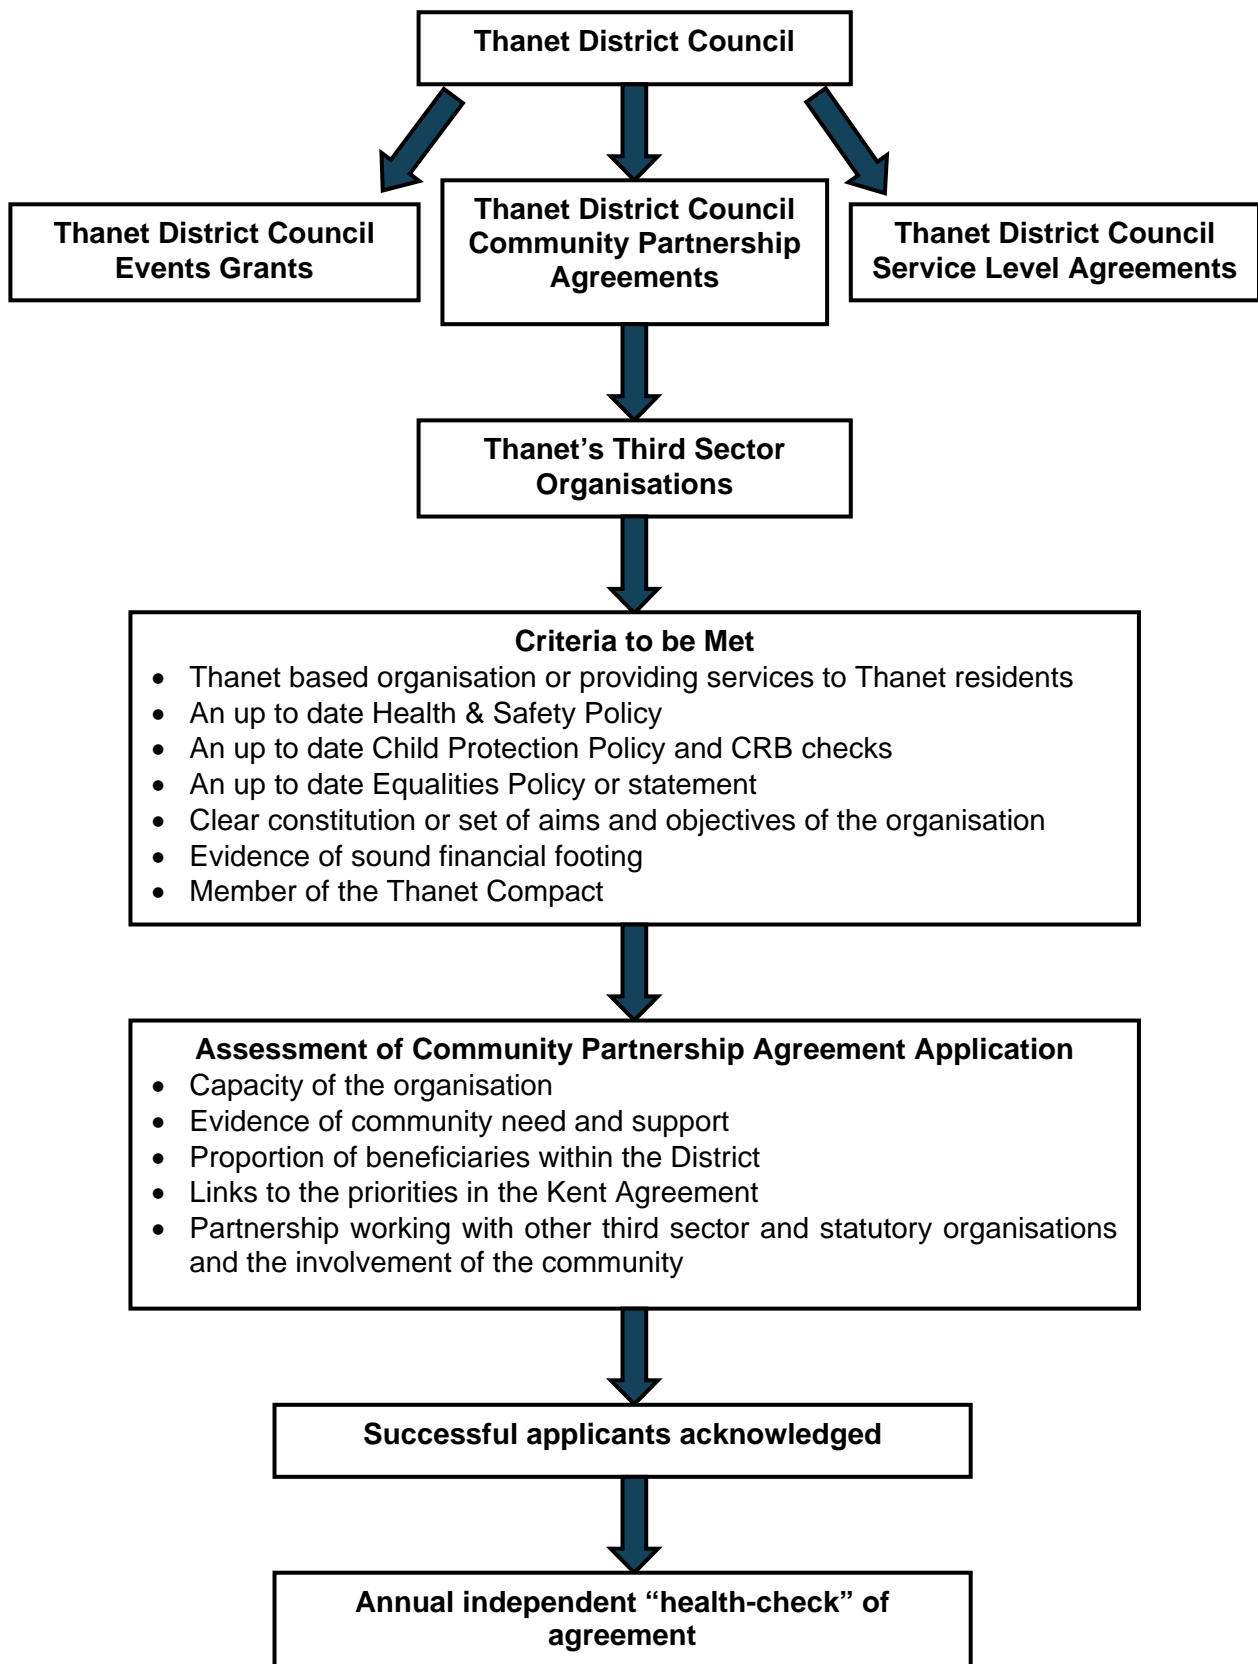 Thanet District Council
Thanet District Council
Events Grants
Thanet District Council
Community Partnership
Agreements
Thanet District Council
Service Level Agreements
Thanet’s Third Sector
Organisations
Criteria to be Met
• Thanet based organisation or providing services to Thanet residents
• An up to date Health & Safety Policy
• An up to date Child Protection Policy and CRB checks
• An up to date Equalities Policy or statement
• Clear constitution or set of aims and objectives of the organisation
• Evidence of sound financial footing
• Member of the Thanet Compact
Assessment of Community Partnership Agreement Application
• Capacity of the organisation
• Evidence of community need and support
• Proportion of beneficiaries within the District
• Links to the priorities in the Kent Agreement
• Partnership working with other third sector and statutory organisations
and the involvement of the community
Successful applicants acknowledged
Annual independent “health-check” of
agreement